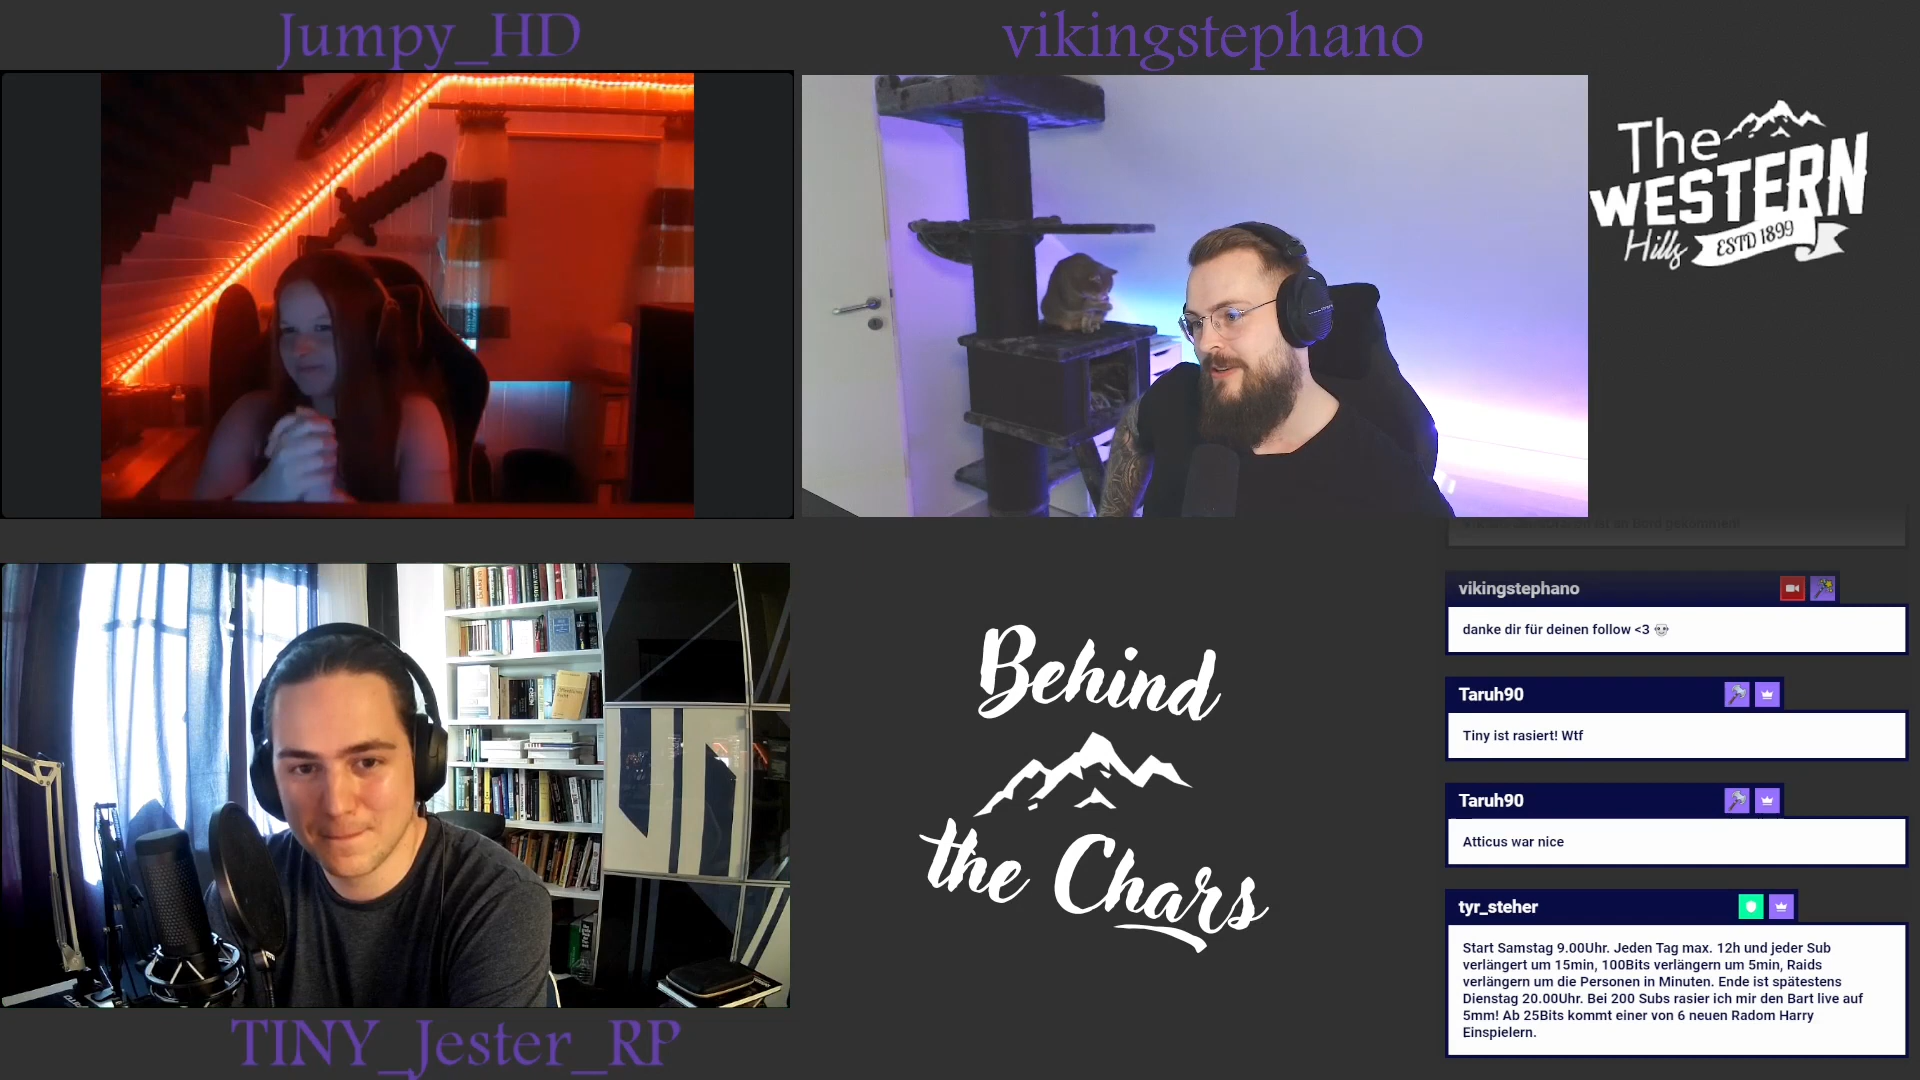 Jumpy_HD
vikingstephano
The
WESTERN
Hills
ESTD 1899
vikingstephano
danke dir für deinen follow <3
Taruh90
Tiny ist rasiert! Wtf
Taruh90
Atticus war nice
tyr_steher
Start Samstag 9.00Uhr. Jeden Tag max. 12h und jeder Sub
verlängert um 15min, 100Bits verlängern um 5min, Raids
verlängern um die Personen in Minuten. Ende ist spätestens
Dienstag 20.00Uhr. Bei 200 Subs rasier ich mir den Bart live auf
5mm! Ab 25Bits kommt einer von 6 neuen Radom Harry
Einspielern.
Behind
the Chars
TINY_Jester_RP